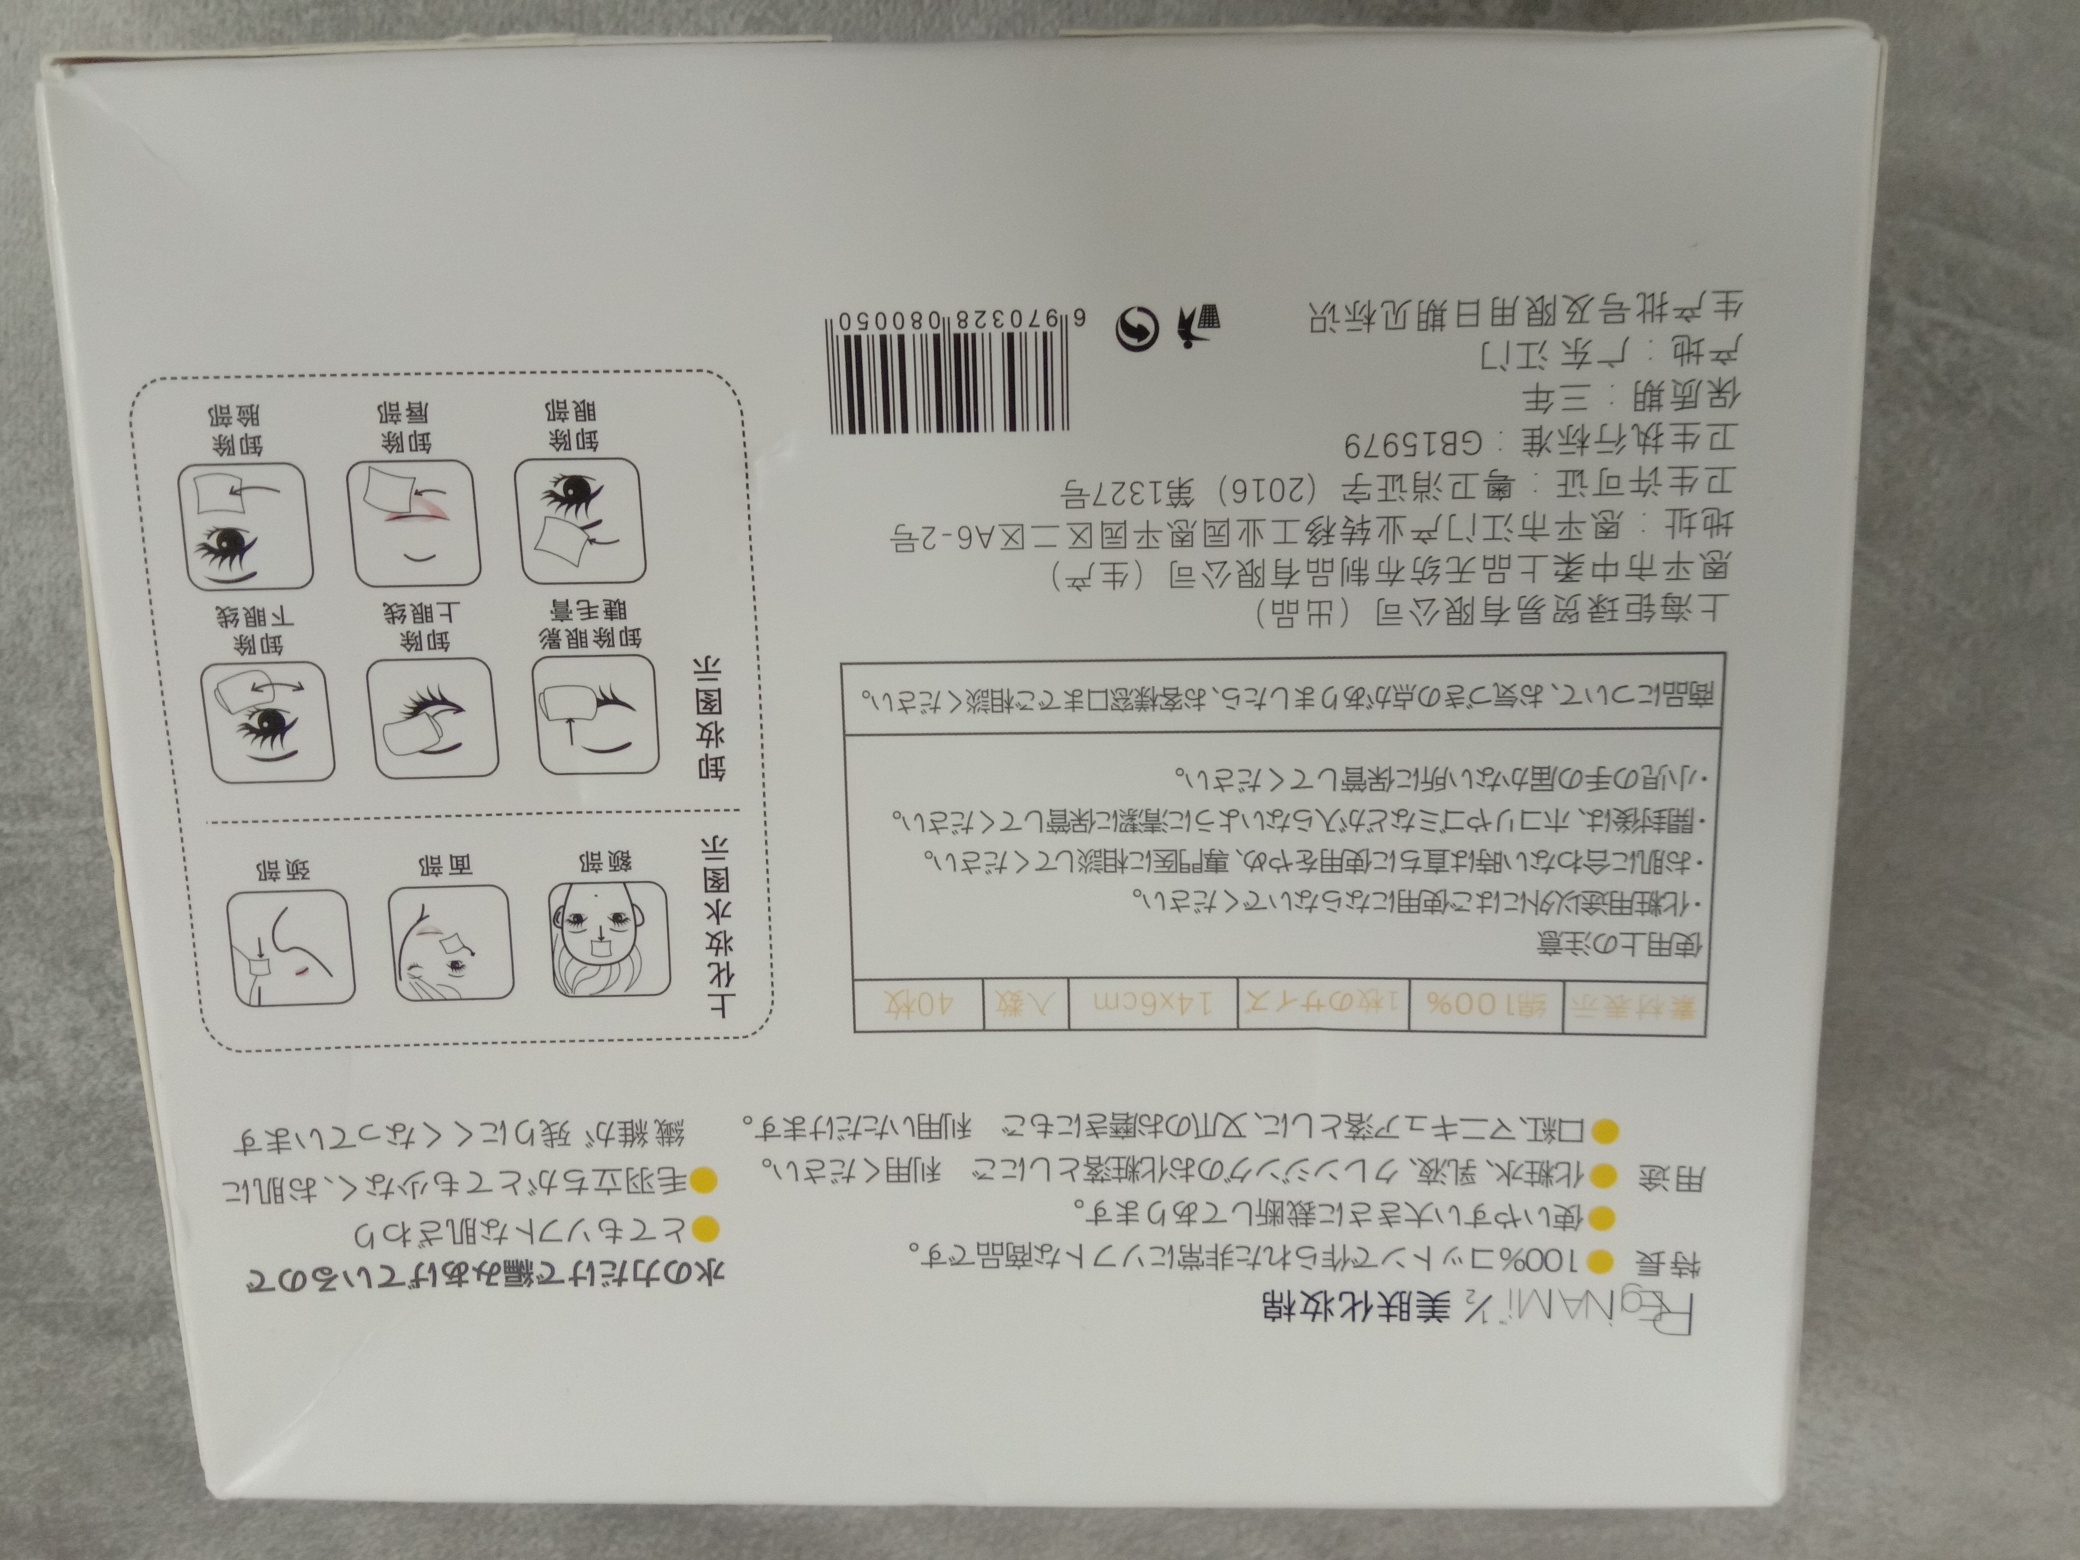 REgNAMi 1/2 美肤化妆棉
特長 ●100%コットンで作られた非常にソフトな商品です。
●使いやすい大きさに裁断してあります。
用途 ●化粧水、乳液、クレンジングのお化粧落としにご 利用ください。
●口紅、マニキュア落としに、又爪のお磨きにもご 利用いただけます。
水の力だけで編みあげているので
●とてもソフトな肌ざわり
●毛羽立ちがとても少なく、お肌に
繊維が 残りにくくなっています
素材表示 綿100% 1枚のサイズ 14×6cm 入数 40枚
使用上の注意
・化粧用途以外にはご使用にならないでください。
・お肌に合わない時は直ちに使用をやめ、専門医に相談してください。
・開封後は、ホコリやゴミなどが入らないように清潔に保管してください。
・小児の手の届かない所に保管してください。
商品について、お気づきの点がありましたら、お客様窓口までご相談ください。
上海钜球贸易有限公司（出品）
恩平市中柔上品无纺布制品有限公司（生产）
地址：恩平市江门产业转移工业园恩平园区二区A6-2号
卫生许可证：粤卫消证字（2016）第1327号
卫生执行标准：GB15979
保质期：三年
产地：广东 江门
生产批号及限用日期见标识
6 970328 080050
上化妆水图示
额部
面部
颈部
卸妆图示
卸除眼影
睫毛膏
卸除
上眼线
卸除
下眼线
卸除
眼部
卸除
唇部
卸除
脸部